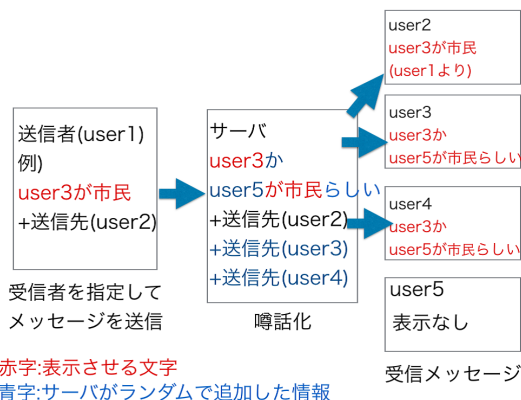 送信者(user1)
例)
user3が市民
+送信先(user2)
受信者を指定して
メッセージを送信
サーバ
user3か
user5が市民らしい
+送信先(user2)
+送信先(user3)
+送信先(user4)
噂話化
user2
user3が市民
(user1より)
user3
user3か
user5が市民らしい
user4
user3か
user5が市民らしい
user5
表示なし
受信メッセージ
赤字:表示させる文字
青字:サーバがランダムで追加した情報